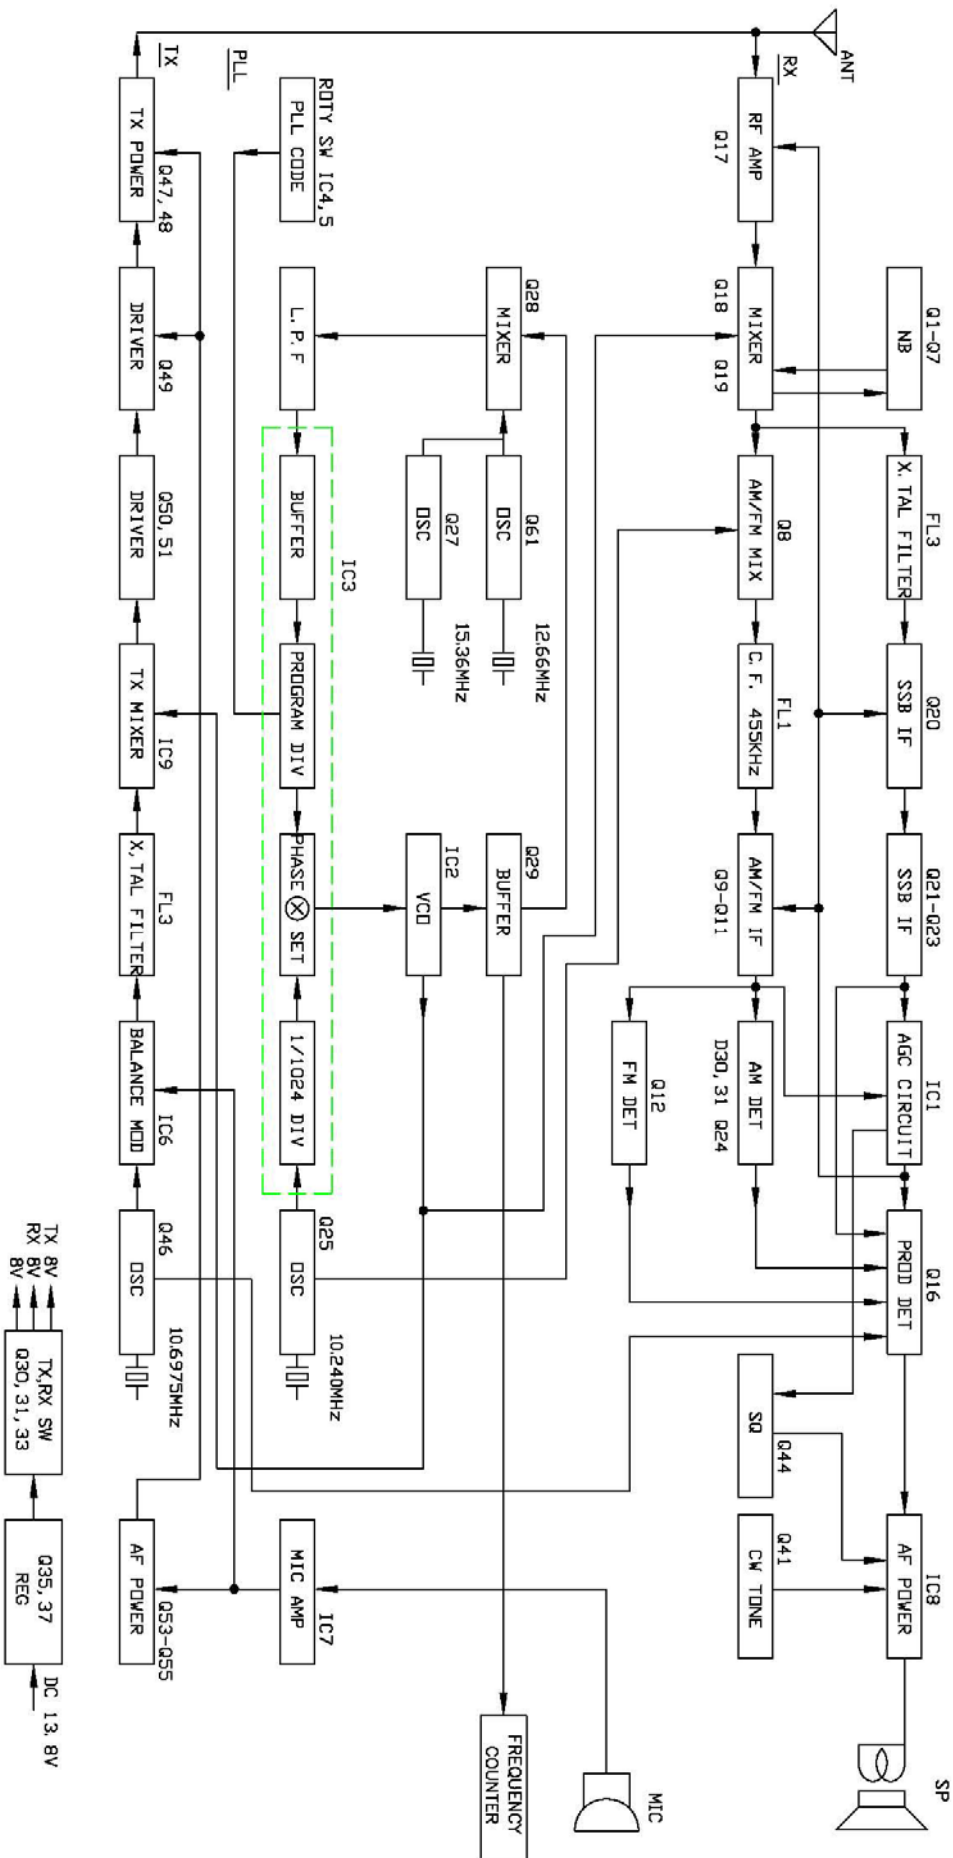 ANT
RX
RF AMP
Q17
Q18
MIXER
Q19
Q1-Q7
NB
FL3
X.TAL FILTER
Q20
SSB IF
Q21-Q23
SSB IF
IC1
AGC CIRCUIT
Q16
PROD DET
IC8
AF POWER
SP
Q8
AM/FM MIX
FL1
C.F. 455KHz
AM/FM IF
Q9-Q11
AM DET
D30,31 Q24
Q12
FM DET
SQ
Q44
Q41
CW TONE
MIC
Q28
MIXER
Q61
OSC
12.66MHz
Q27
OSC
15.36MHz
Q29
BUFFER
IC2
VCO
FREQUENCY
COUNTER
PLL
ROTY SW IC4,5
PLL CODE
L.P.F
IC3
BUFFER
PROGRAM DIV
PHASE SET
1/1024 DIV
Q25
OSC
10.240MHz
IC7
MIC AMP
TX
TX POWER
Q47,48
DRIVER
Q49
Q50,51
DRIVER
TX MIXER
IC9
FL3
X,TAL FILTER
IC6
BALANCE MOD
Q46
OSC
10.6975MHz
Q53-Q55
AF POWER
TX 8V
RX 8V
8V
TX,RX SW
Q30,31,33
Q35,37
REG
DC 13.8V